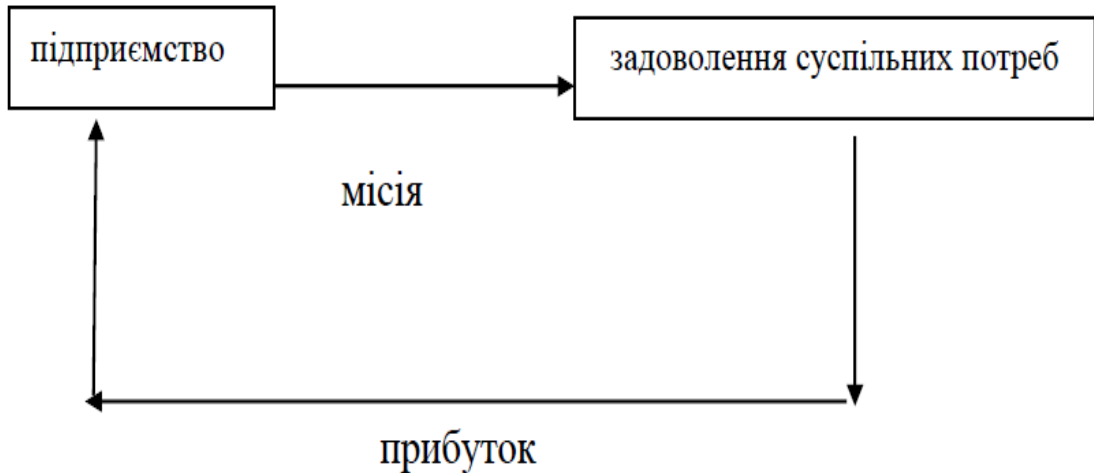 підприємство
задоволення суспільних потреб
місія
прибуток